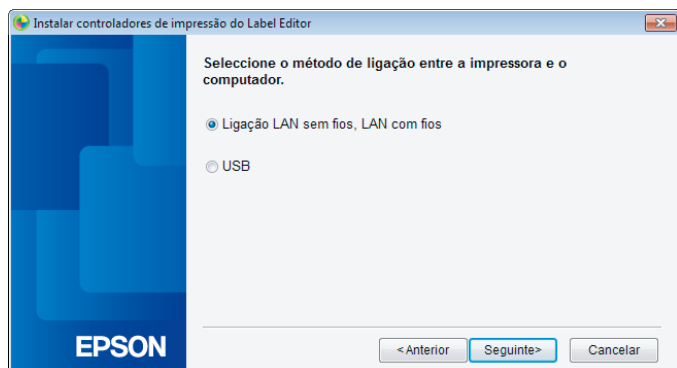 Instalar controladores de impressão do Label Editor
Seleccione o método de ligação entre a impressora e o
computador.
Ligação LAN sem fios, LAN com fios
USB
EPSON
<Anterior
Seguinte>
Cancelar